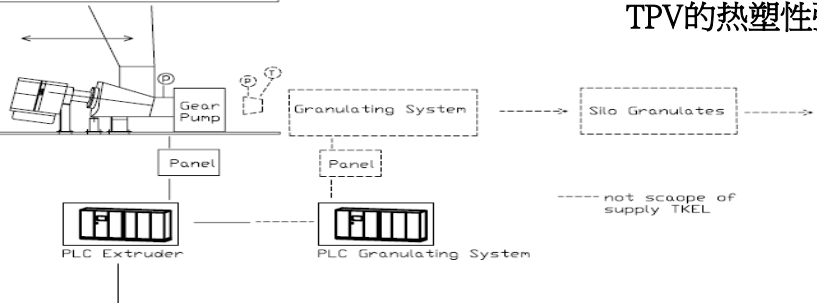 TPV的热塑性
P
P
T
Gear
Pump
Granulating System
Silo Granulates
Panel
Panel
not scaope of
supply TKEL
PLC Extruder
PLC Granulating System